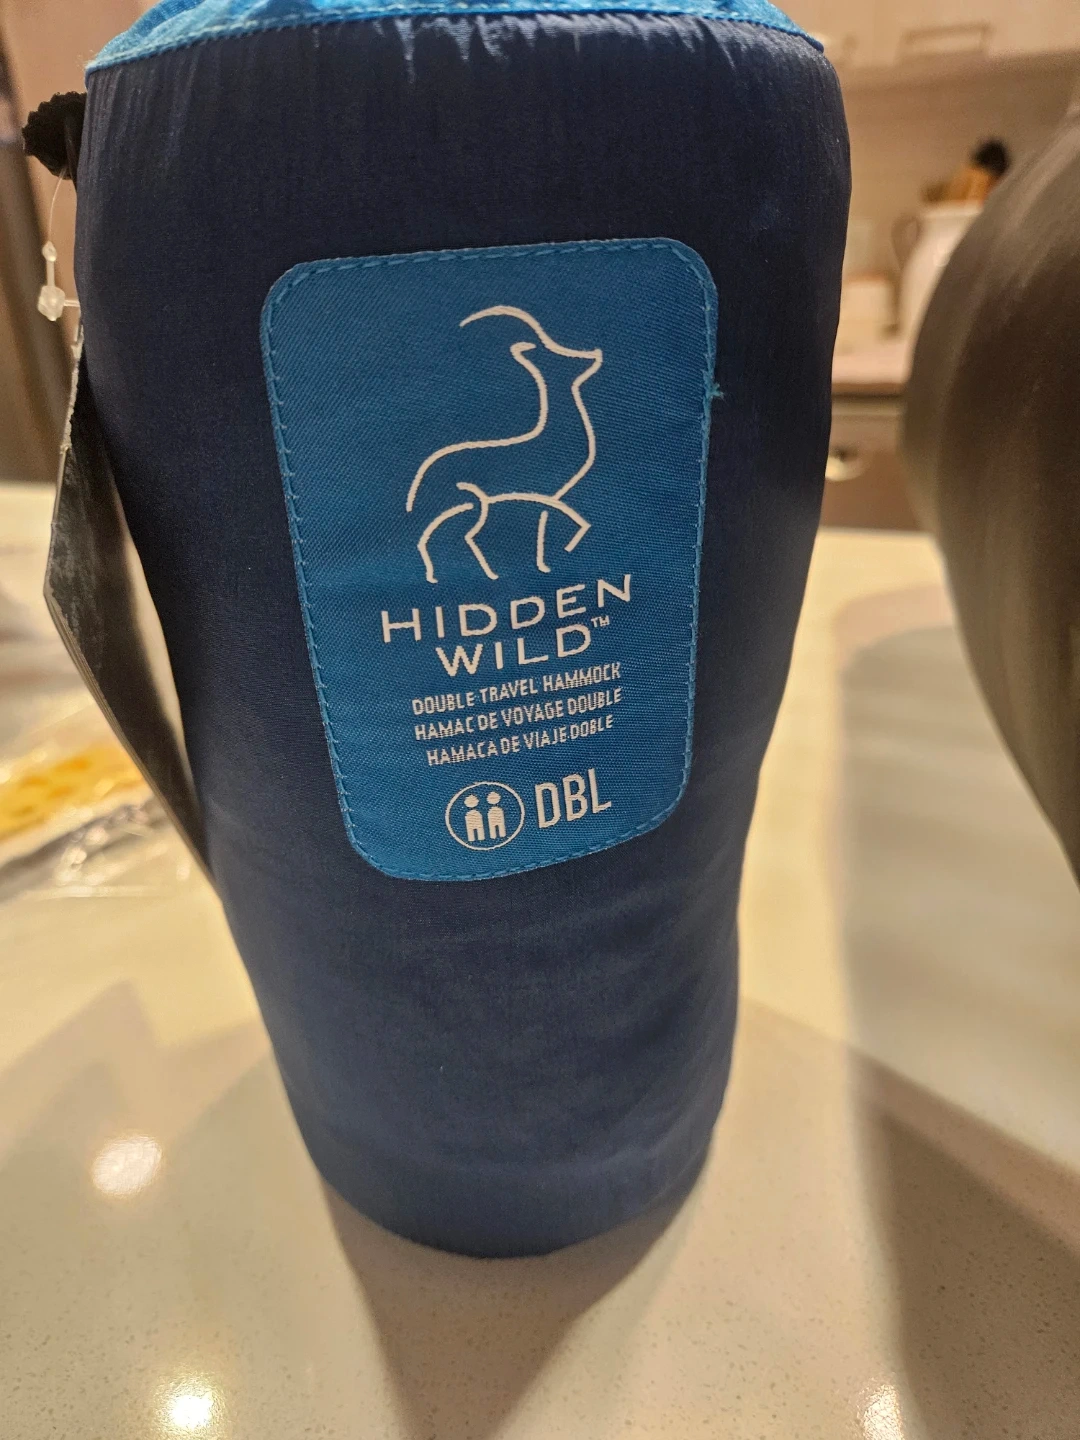 HIDDEN
WILD™
DOUBLE TRAVEL HAMMOCK
HAMAC DE VOYAGE DOUBLE
HAMACA DE VIAJE DOBLE
DBL